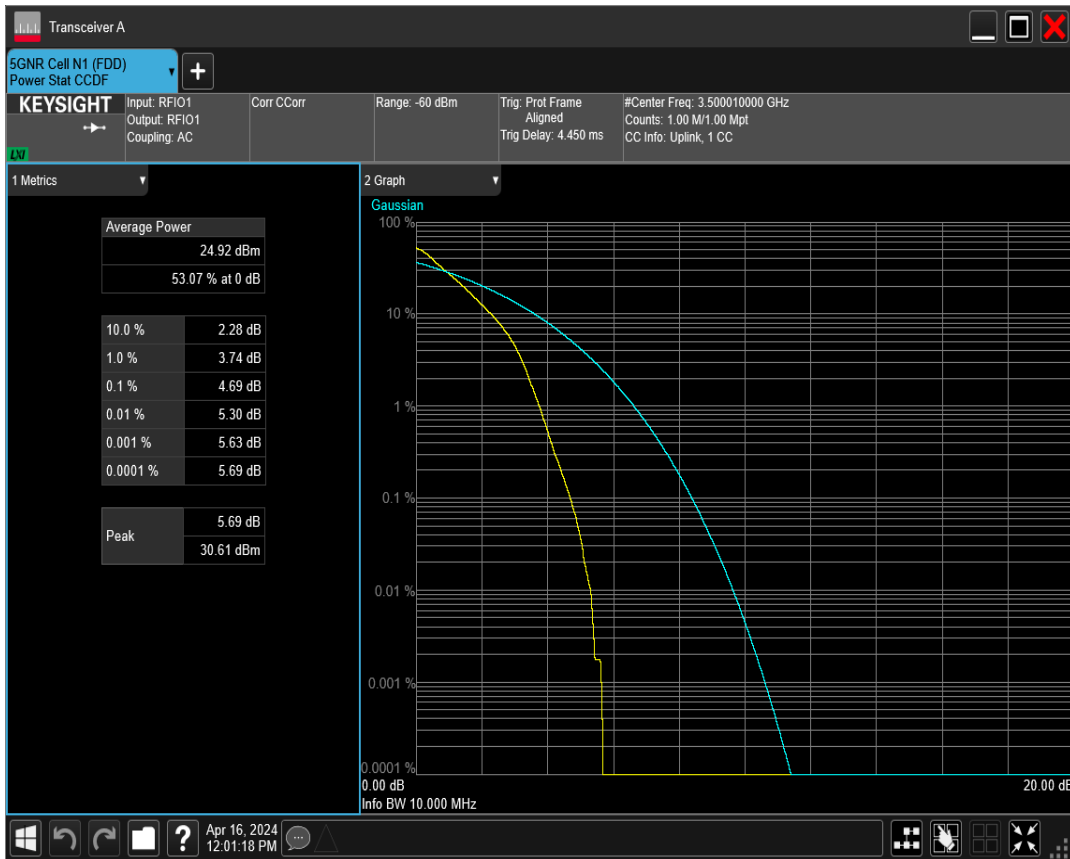 Transceiver A
5GNR Cell N1 (FDD)
Power Stat CCDF
KEYSIGHT
LXI
Input: RFIO1
Output: RFIO1
Coupling: AC
Corr CCorr
Range: -60 dBm
Trig: Prot Frame
Aligned
Trig Delay: 4.450 ms
#Center Freq: 3.500010000 GHz
Counts: 1.00 M/1.00 Mpt
CC Info: Uplink, 1 CC
1 Metrics
Average Power
24.92 dBm
53.07 % at 0 dB
10.0 % 2.28 dB
1.0 % 3.74 dB
0.1 % 4.69 dB
0.01 % 5.30 dB
0.001 % 5.63 dB
0.0001 % 5.69 dB
Peak 5.69 dB
30.61 dBm
2 Graph
Gaussian
100 %
10 %
1 %
0.1 %
0.01 %
0.001 %
0.0001 %
0.00 dB 20.00 dB
Info BW 10.000 MHz
Apr 16, 2024
12:01:18 PM